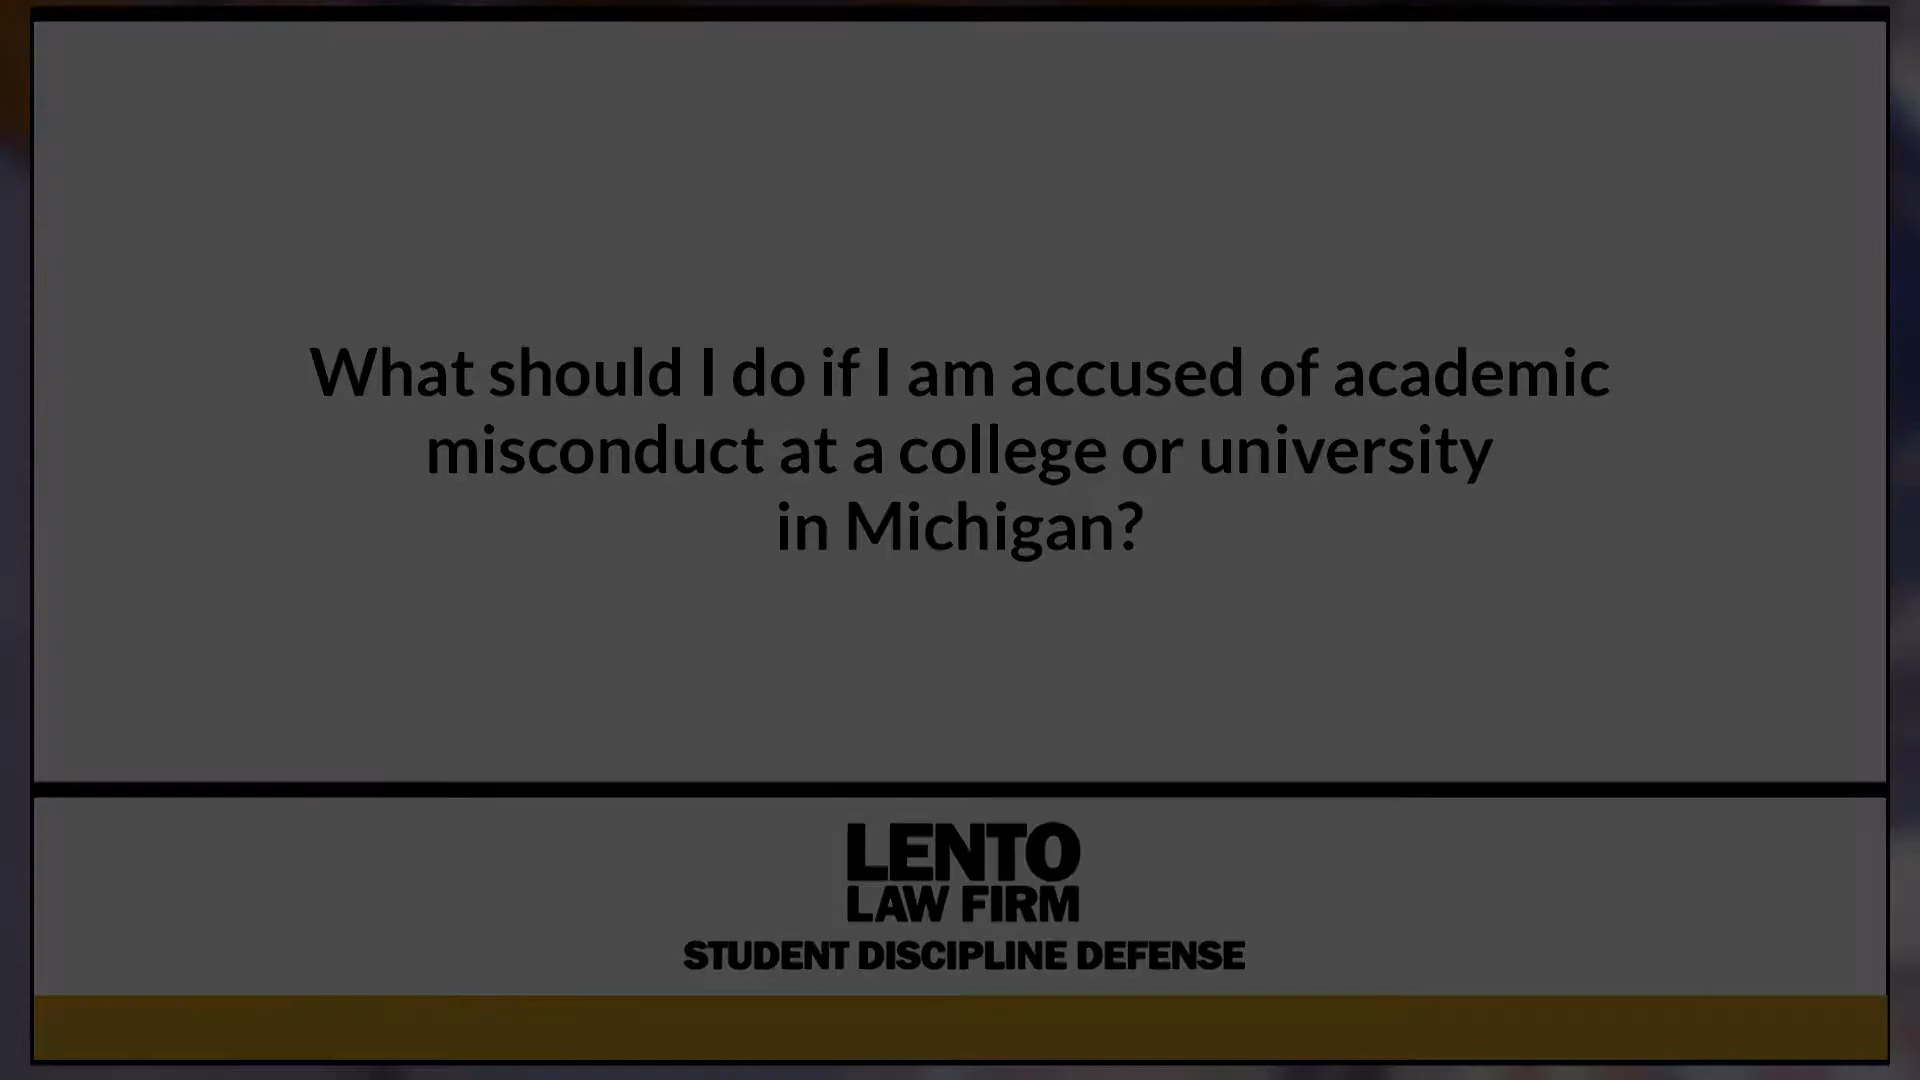 What should I do if I am accused of academic
misconduct at a college or university
in Michigan?
LENTO
LAW FIRM
STUDENT DISCIPLINE DEFENSE